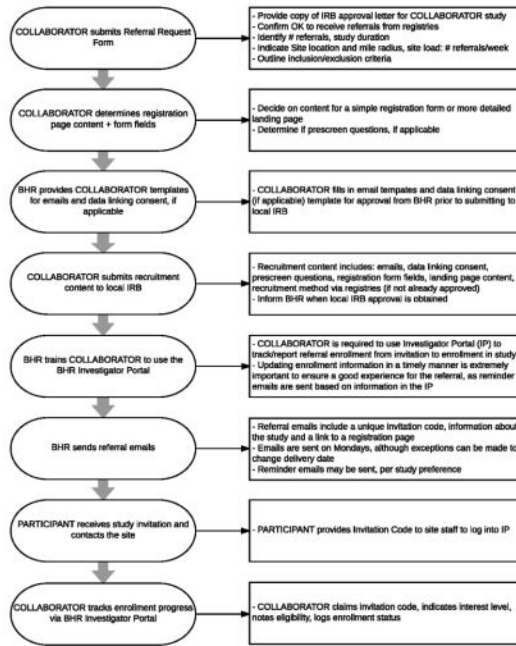 COLLABORATOR submits Referral Request
Form
- Provide copy of IRB approval letter for COLLABORATOR study
- Confirm OK to receive referrals from registries
- Identify # referrals, study duration
- Indicate Site location and mile radius, site load: # referrals/week
- Outline inclusion/exclusion criteria
COLLABORATOR determines registration
page content + form fields
- Decide on content for a simple registration form or more detailed
landing page
- Determine if prescreen questions, if applicable
BHR provides COLLABORATOR templates
for emails and data linking consent, if
applicable
- COLLABORATOR fills in email tempates and data linking consent
(if applicable) template for approval from BHR prior to submitting to
local IRB
COLLABORATOR submits recruitment
content to local IRB
- Recruitment content includes: emails, data linking consent,
prescreen questions, registration form fields, landing page content,
recruitment method via registries (if not already approved)
- Inform BHR when local IRB approval is obtained
BHR trains COLLABORATOR to use the
BHR Investigator Portal
- COLLABORATOR is required to use Investigator Portal (IP) to
track/report referral enrollment from invitation to enrollment in study
- Updating enrollment information in a timely manner is extremely
important to ensure a good experience for the referral, as reminder
emails are sent based on information in the IP
BHR sends referral emails
- Referral emails include a unique invitation code, information about
the study and a link to a registration page
- Emails are sent on Mondays, although exceptions can be made to
change delivery date
- Reminder emails may be sent, per study preference
PARTICIPANT receives study invitation and
contacts the site
- PARTICIPANT provides Invitation Code to site staff to log into IP
COLLABORATOR tracks enrollment progress
via BHR Investigator Portal
- COLLABORATOR claims invitation code, indicates interest level,
notes eligibility, logs enrollment status